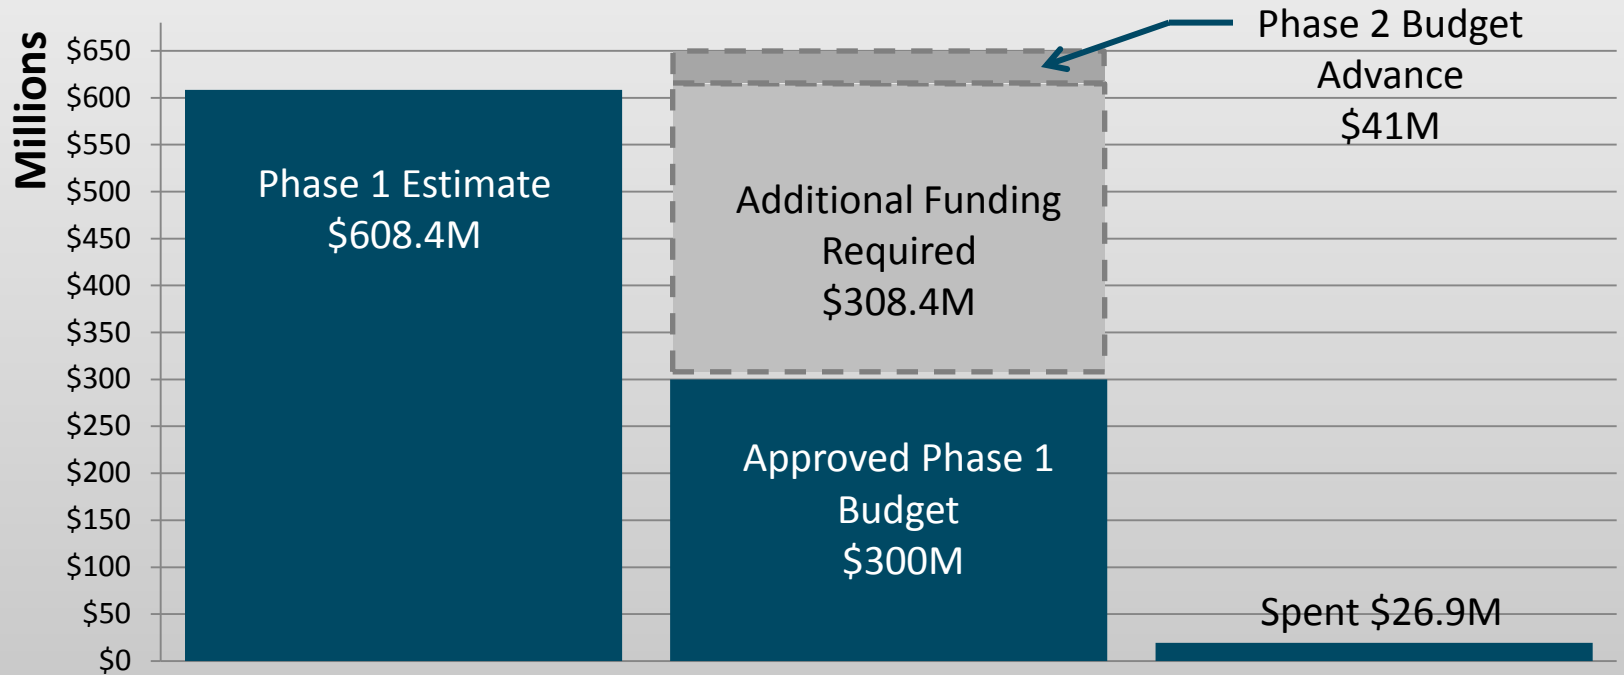 Millions
$650
$600
$550
$500
$450
$400
$350
$300
$250
$200
$150
$100
$50
$0
Phase 1 Estimate
$608.4M
Additional Funding
Required
$308.4M
Approved Phase 1
Budget
$300M
Phase 2 Budget
Advance
$41M
Spent $26.9M